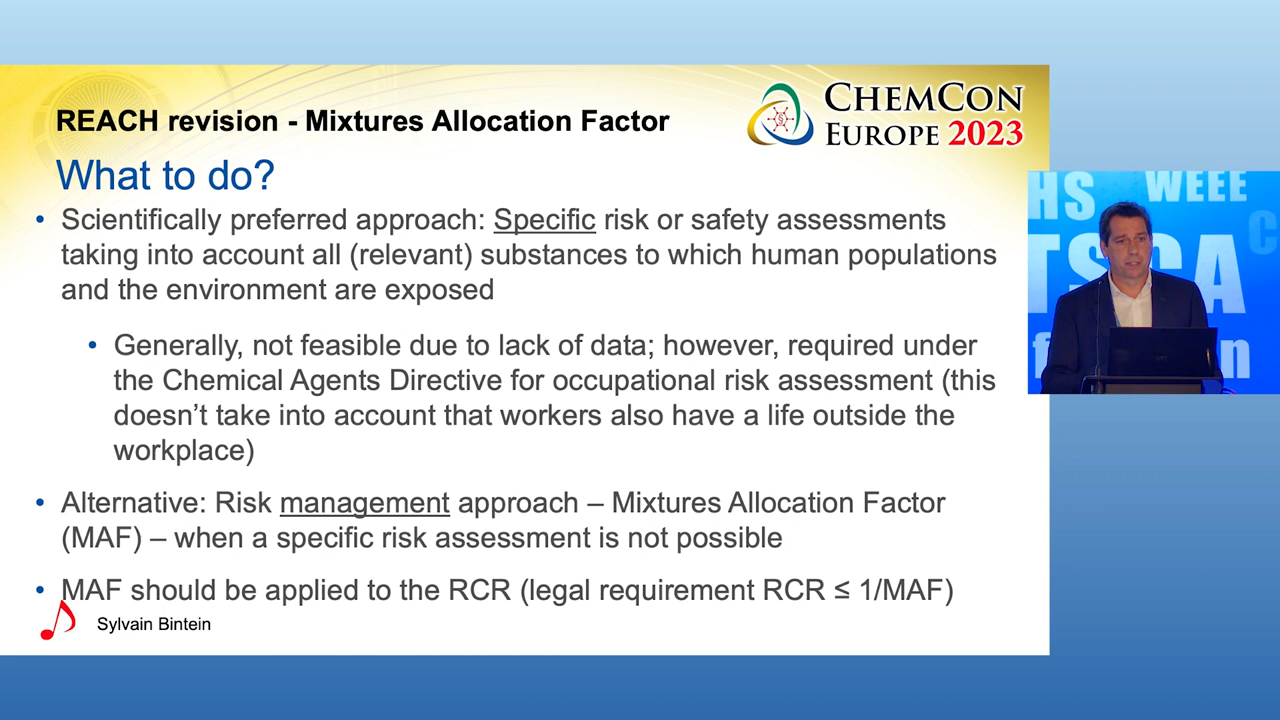 REACH revision - Mixtures Allocation Factor
CHEMCON
EUROPE 2023
What to do?
• Scientifically preferred approach: Specific risk or safety assessments
taking into account all (relevant) substances to which human populations
and the environment are exposed
• Generally, not feasible due to lack of data; however, required under
the Chemical Agents Directive for occupational risk assessment (this
doesn’t take into account that workers also have a life outside the
workplace)
• Alternative: Risk management approach – Mixtures Allocation Factor
(MAF) – when a specific risk assessment is not possible
• MAF should be applied to the RCR (legal requirement RCR ≤ 1/MAF)
Sylvain Bintein
HS WEEE
TSCA